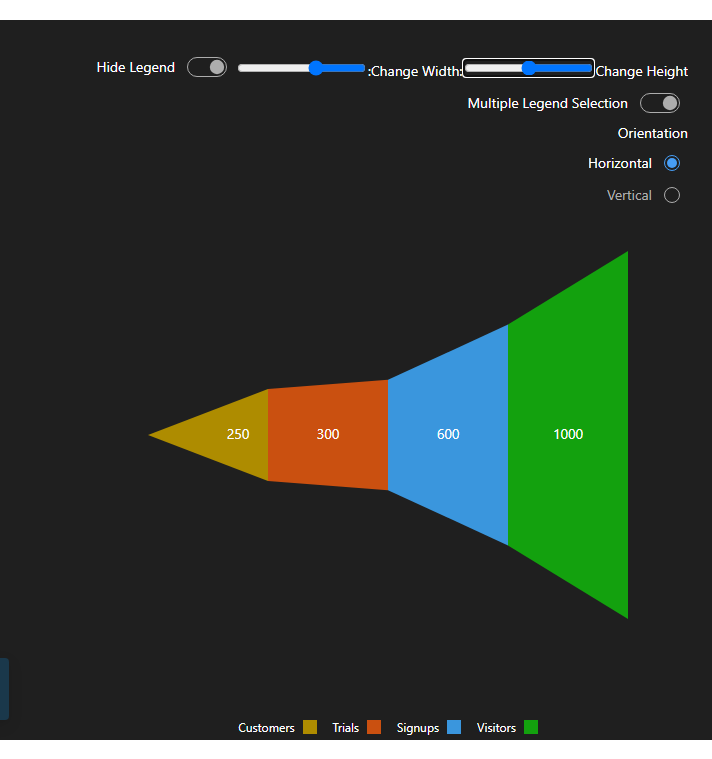 Hide Legend :Change Width: Change Height
Multiple Legend Selection
Orientation
Horizontal
Vertical
250 300 600 1000
Customers Trials Signups Visitors